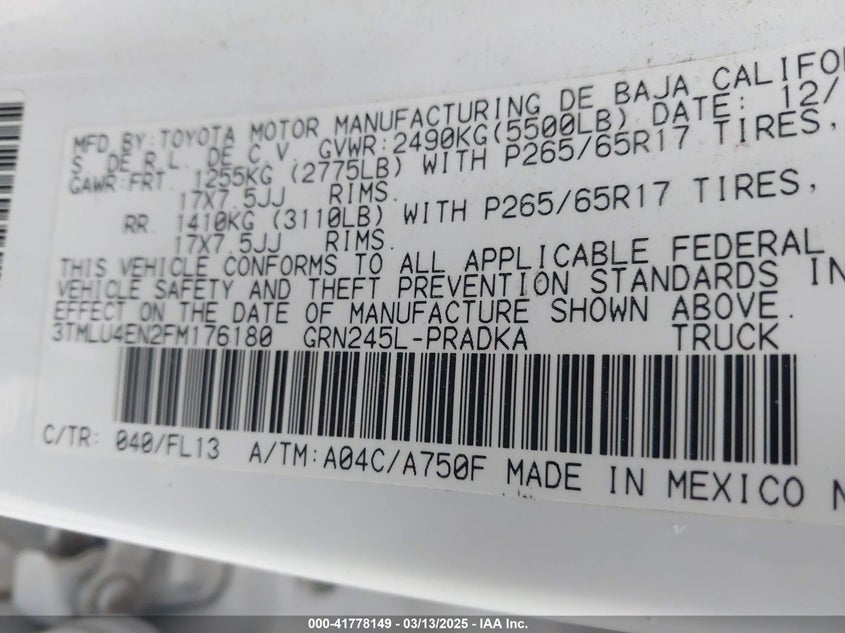 MFD.BY:TOYOTA MOTOR MANUFACTURING DE BAJA CALIFO
S. DE R.L. DE C.V. GVWR:2490KG(5500LB) DATE: 12/
GAWR:FRT. 1255KG (2775LB) WITH P265/65R17 TIRES,
17X7.5JJ RIMS.
RR. 1410KG (3110LB) WITH P265/65R17 TIRES,
17X7.5JJ RIMS.
THIS VEHICLE CONFORMS TO ALL APPLICABLE FEDERAL
VEHICLE SAFETY AND THEFT PREVENTION STANDARDS IN
EFFECT ON THE DATE OF MANUFACTURE SHOWN ABOVE.
3TMLU4EN2FM176180 GRN245L-PRADKA TRUCK
C/TR: 040/FL13 A/TM:A04C/A750F MADE IN MEXICO
000-41778149 - 03/13/2025 - IAA Inc.